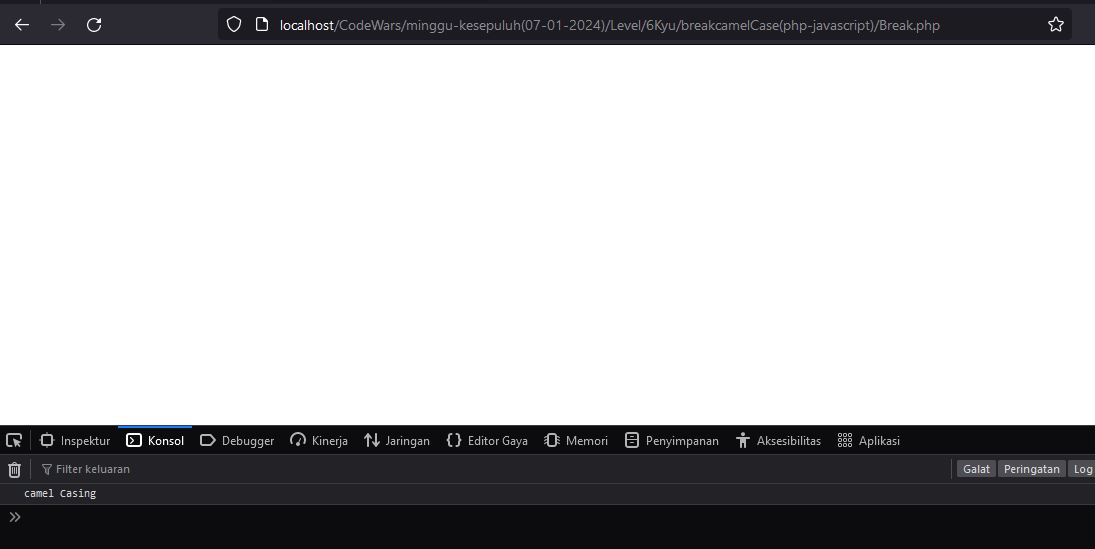 localhost/CodeWars/minggu-kesepuluh(07-01-2024)/Level/6Kyu/breakcamelCase(php-javascript)/Break.php
Inspektur Konsol Debugger Kinerja Jaringan Editor Gaya Memori Penyimpanan Aksesibilitas Aplikasi
Filter keluaran Galat Peringatan Log
camel Casing